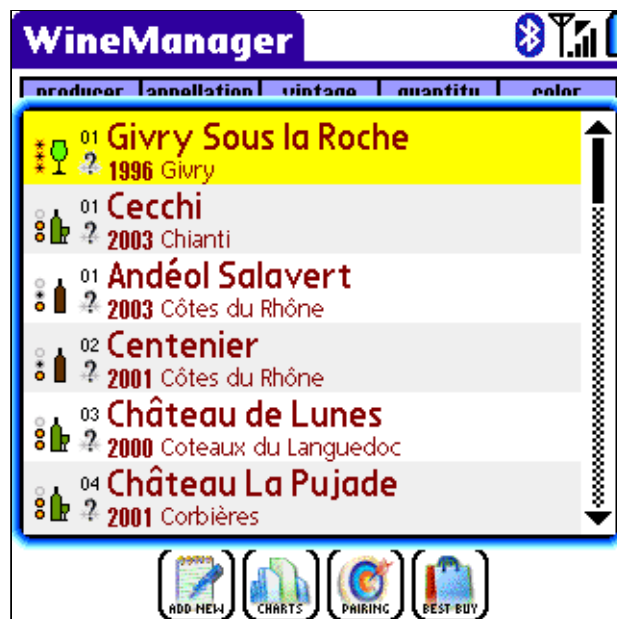 WineManager
producer appellation vintage quantity color
01 Givry Sous la Roche
? 1996 Givry
01 Cecchi
? 2003 Chianti
01 Andéol Salavert
? 2003 Côtes du Rhône
02 Centenier
? 2001 Côtes du Rhône
03 Château de Lunes
? 2000 Coteaux du Languedoc
04 Château La Pujade
? 2001 Corbières
ADD NEW CHARTS PAIRING BEST BUY